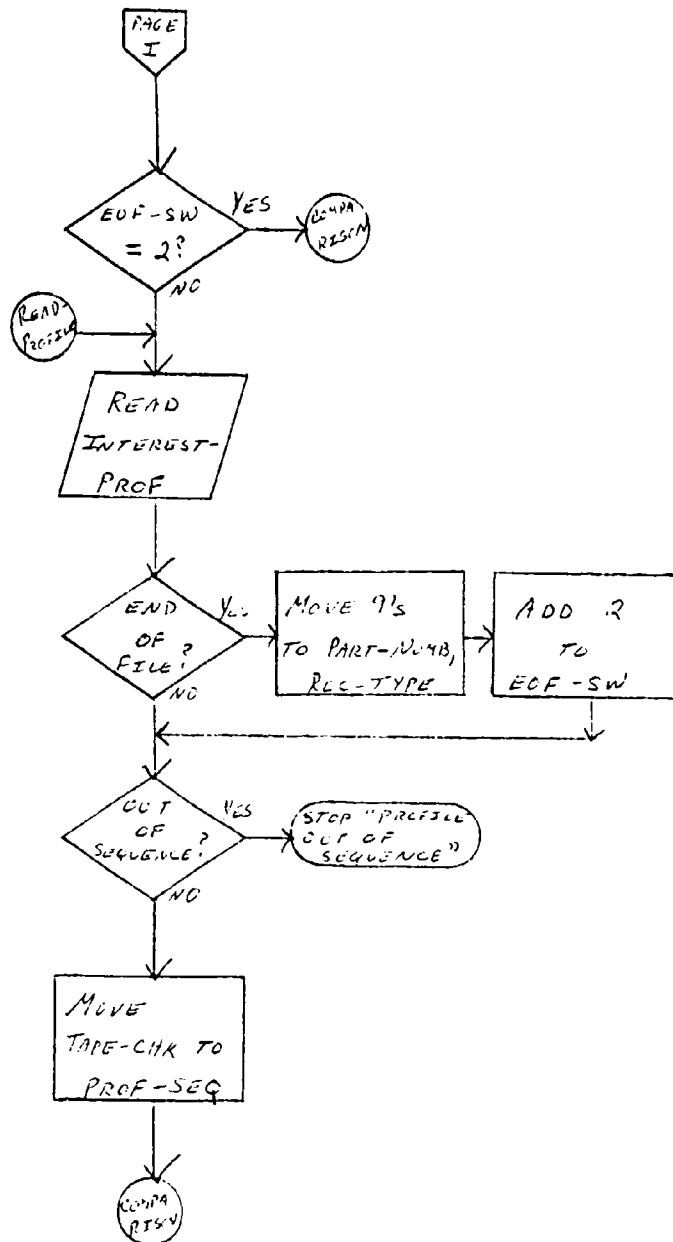 PAGE
I
EOF-SW
= 2?
YES
COMPA
RISON
NO
READ-
PROFILE
READ
INTEREST-
PROF
END
OF
FILE?
YES
NO
MOVE 9's
TO PART-NUMB,
REC-TYPE
ADD 2
TO
EOF-SW
OUT
OF
SEQUENCE?
YES
NO
STOP "PROFILE
OUT OF
SEQUENCE"
MOVE
TAPE-CHK TO
PROF-SEQ
COMPA
RISON